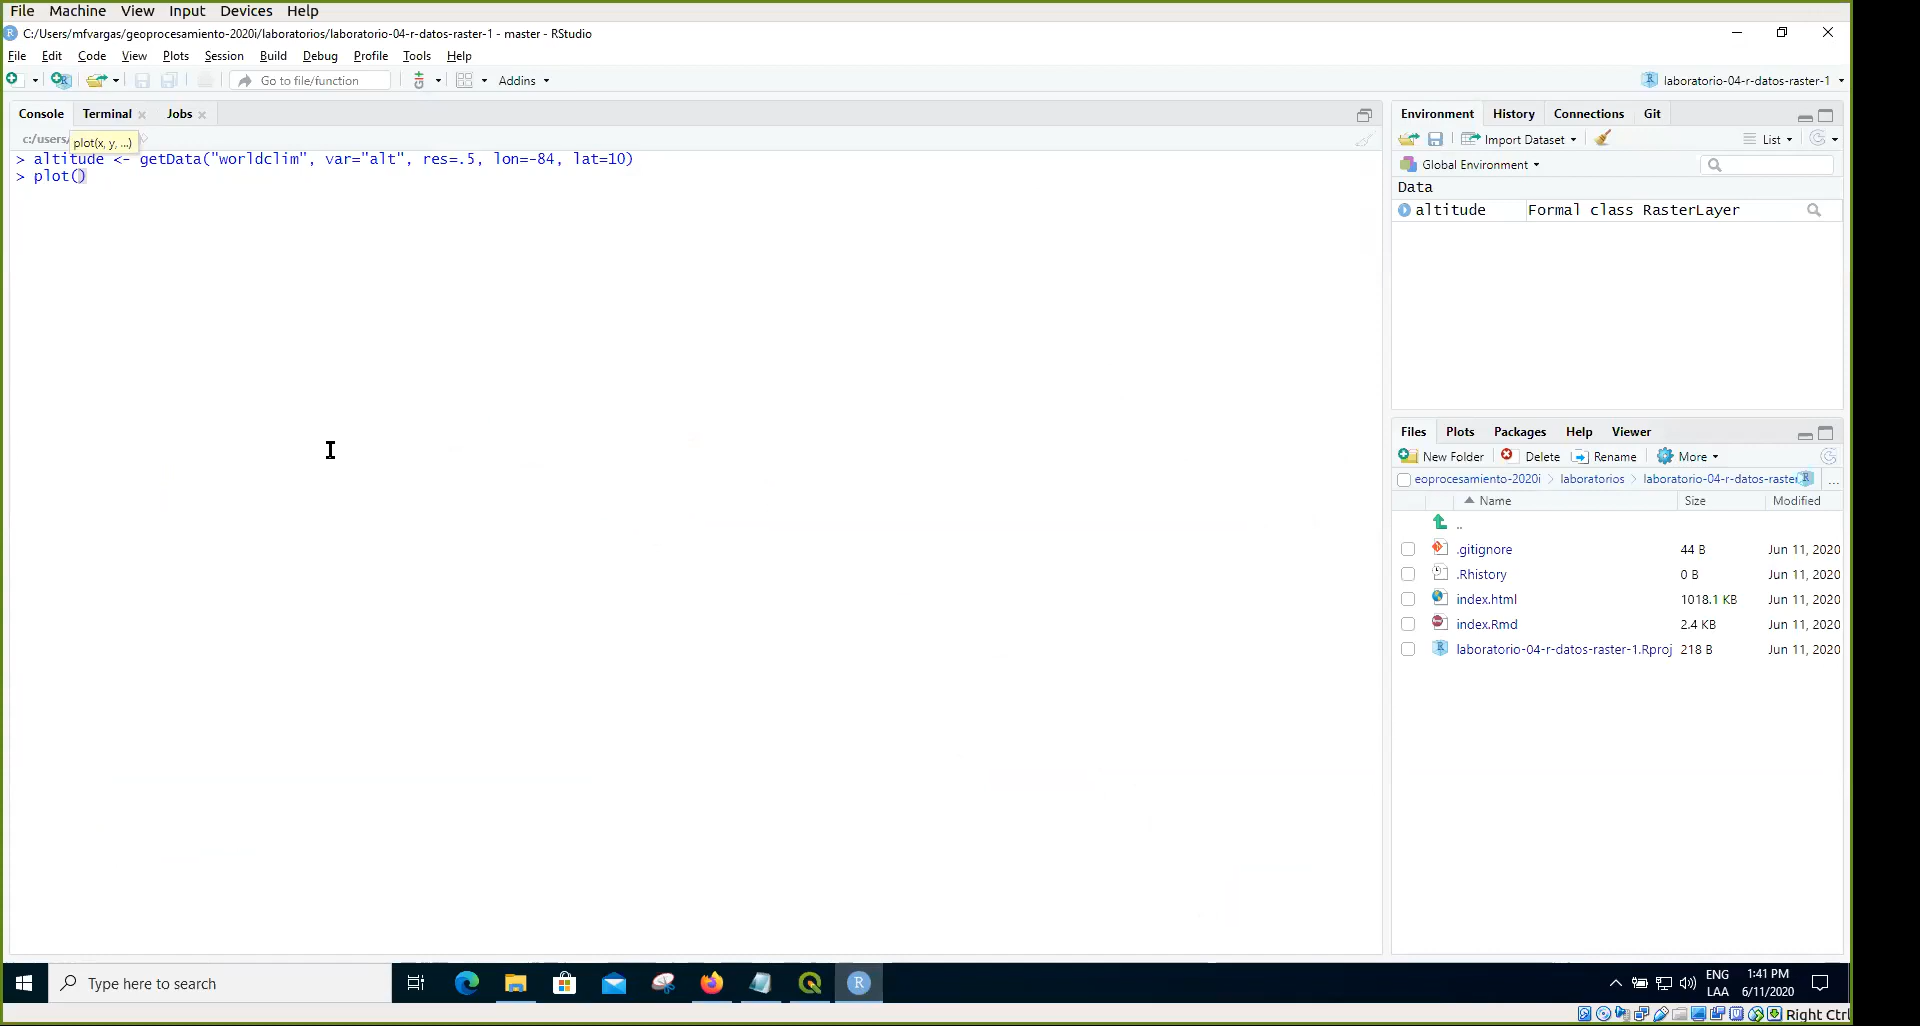 File Machine View Input Devices Help
C:/Users/mfvargas/geoprocesamiento-2020i/laboratorios/laboratorio-04-r-datos-raster-1 - master - RStudio
File Edit Code View Plots Session Build Debug Profile Tools Help
Go to file/function Addins laboratorio-04-r-datos-raster-1
Console Terminal Jobs
c:/users/ plot(x, y, ...)
> altitude <- getData("worldclim", var="alt", res=.5, lon=-84, lat=10)
> plot()
Environment History Connections Git
Import Dataset List
Global Environment
Data
altitude Formal class RasterLayer
Files Plots Packages Help Viewer
New Folder Delete Rename More
eoprocesamiento-2020i > laboratorios > laboratorio-04-r-datos-raster ...
Name Size Modified
..
.gitignore 44 B Jun 11, 2020
.Rhistory 0 B Jun 11, 2020
index.html 1018.1 KB Jun 11, 2020
index.Rmd 2.4 KB Jun 11, 2020
laboratorio-04-r-datos-raster-1.Rproj 218 B Jun 11, 2020
Type here to search
ENG 1:41 PM
LAA 6/11/2020
Right Ctrl